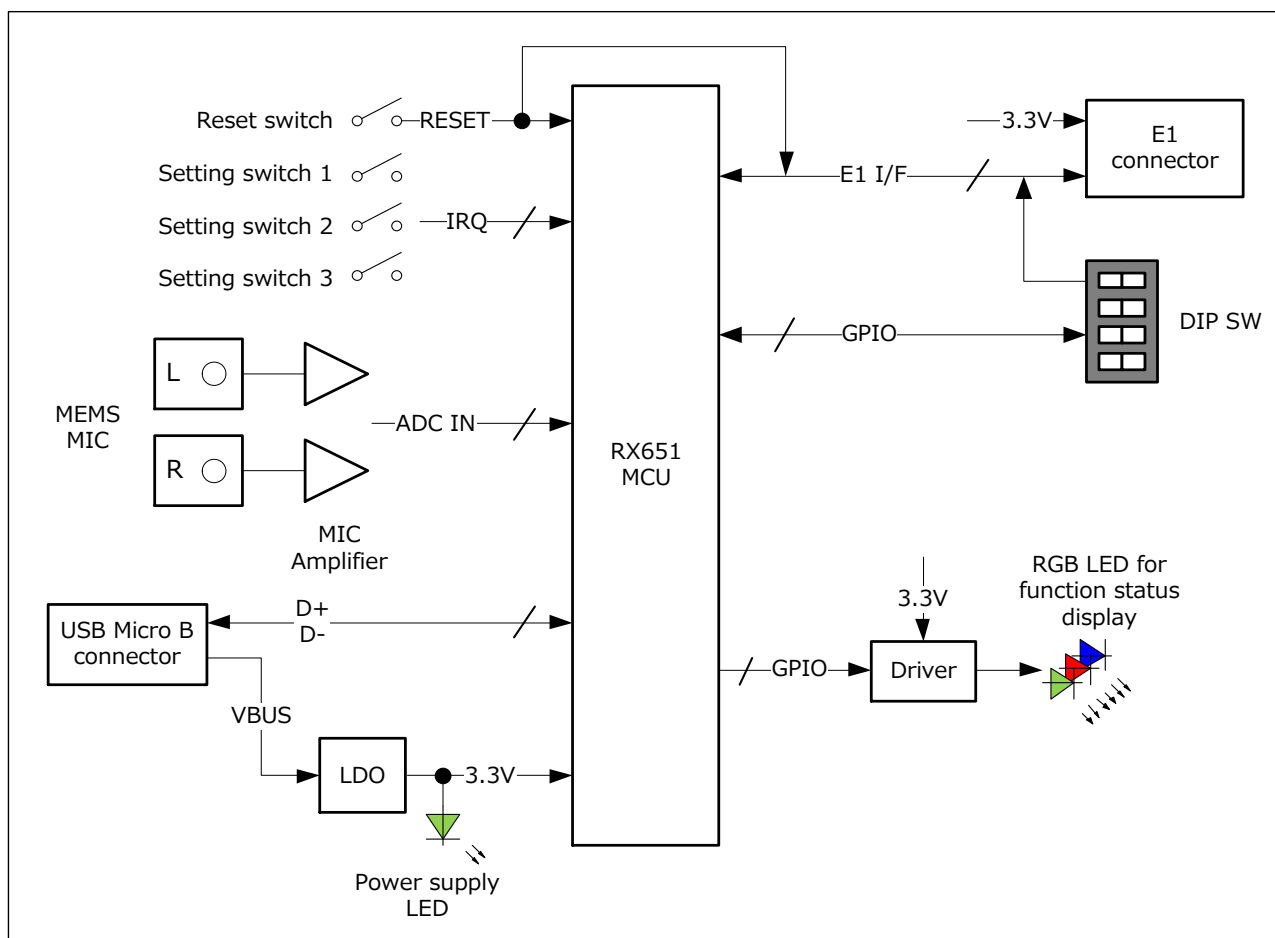 Reset switch
RESET
Setting switch 1
Setting switch 2
IRQ
Setting switch 3
L
MEMS
MIC
R
ADC IN
MIC
Amplifier
USB Micro B
connector
D+
D-
VBUS
LDO
3.3V
Power supply
LED
RX651
MCU
3.3V
E1
connector
E1 I/F
GPIO
DIP SW
3.3V
GPIO
Driver
RGB LED for
function status
display